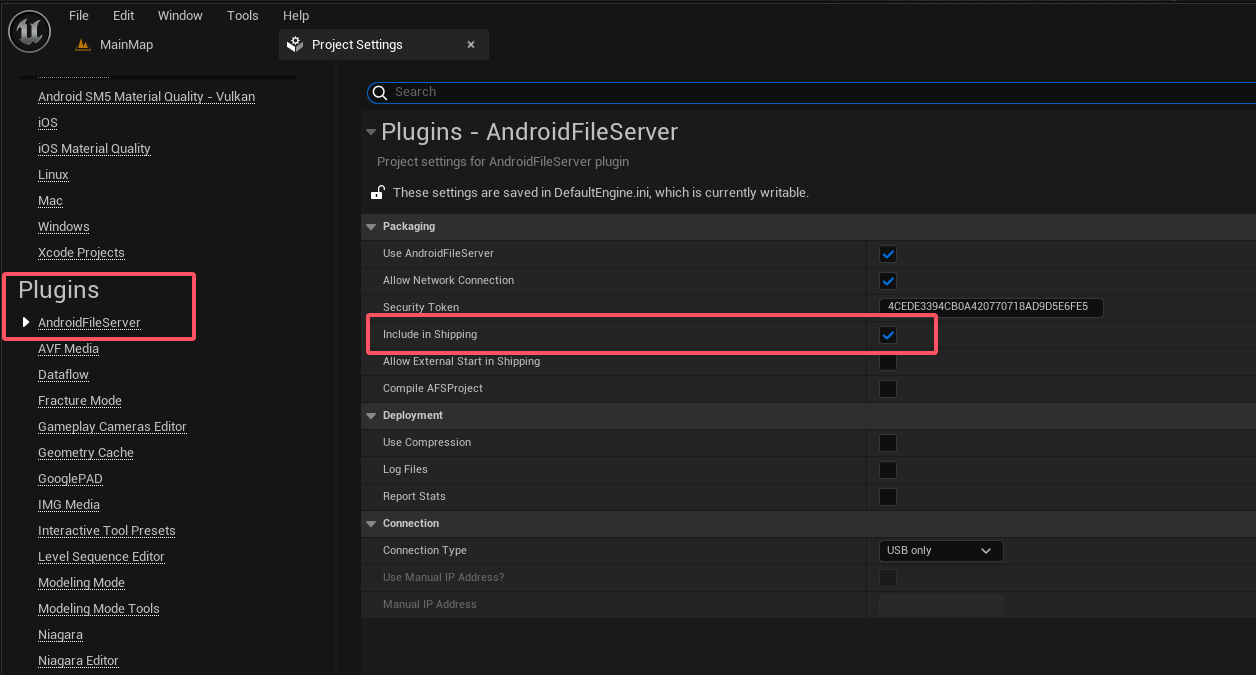 File Edit Window Tools Help
MainMap
Project Settings
Android SM5 Material Quality - Vulkan
iOS
iOS Material Quality
Linux
Mac
Windows
Xcode Projects
Plugins
AndroidFileServer
AVF Media
Dataflow
Fracture Mode
Gameplay Cameras Editor
Geometry Cache
GooglePAD
IMG Media
Interactive Tool Presets
Level Sequence Editor
Modeling Mode
Modeling Mode Tools
Niagara
Niagara Editor
Search
Plugins - AndroidFileServer
Project settings for AndroidFileServer plugin
These settings are saved in DefaultEngine.ini, which is currently writable.
Packaging
Use AndroidFileServer
Allow Network Connection
Security Token 4CEDE3394CB0A420770718AD9D5E6FE5
Include in Shipping
Allow External Start in Shipping
Compile AFSProject
Deployment
Use Compression
Log Files
Report Stats
Connection
Connection Type USB only
Use Manual IP Address?
Manual IP Address